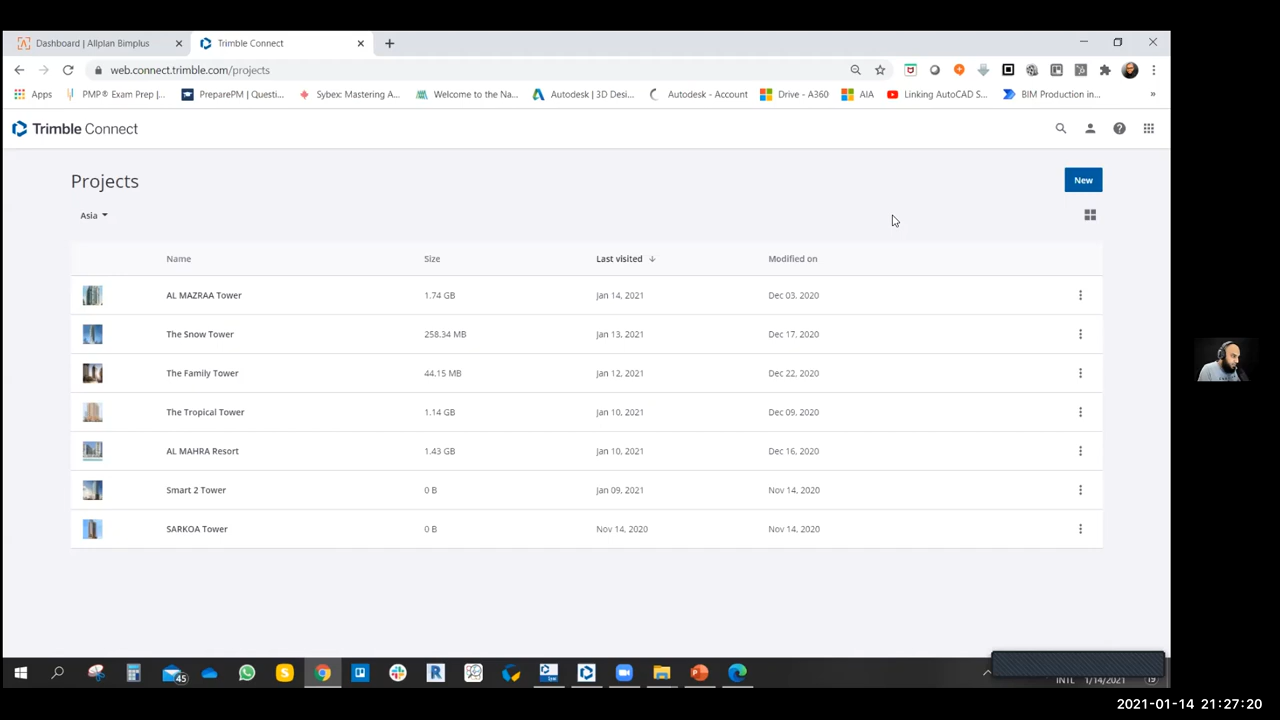 Dashboard | Allplan Bimplus
Trimble Connect
web.connect.trimble.com/projects
Apps
PMP® Exam Prep |...
PreparePM | Questi...
Sybex: Mastering A...
Welcome to the Na...
Autodesk | 3D Desi...
Autodesk - Account
Drive - A360
AIA
Linking AutoCAD S...
BIM Production in...
»
Trimble Connect
Projects
New
Asia
Name Size Last visited Modified on
AL MAZRAA Tower 1.74 GB Jan 14, 2021 Dec 03, 2020
The Snow Tower 258.34 MB Jan 13, 2021 Dec 17, 2020
The Family Tower 44.15 MB Jan 12, 2021 Dec 22, 2020
The Tropical Tower 1.14 GB Jan 10, 2021 Dec 09, 2020
AL MAHRA Resort 1.43 GB Jan 10, 2021 Dec 16, 2020
Smart 2 Tower 0 B Jan 09, 2021 Nov 14, 2020
SARKOA Tower 0 B Nov 14, 2020 Nov 14, 2020
45
INTL 1/14/2021 19
2021-01-14 21:27:20